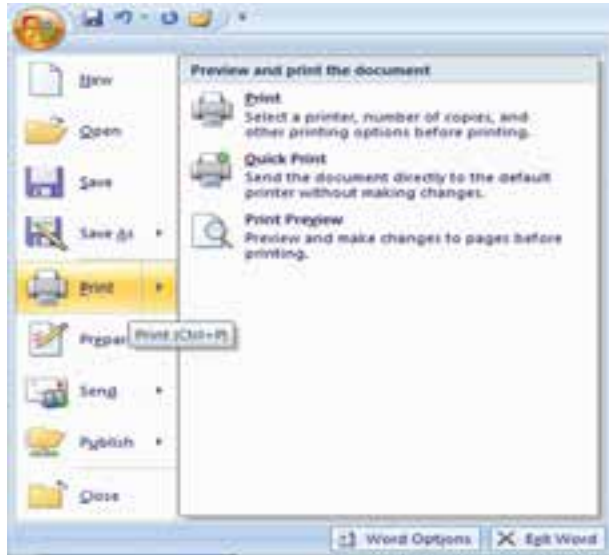 New
Open
Save
Save As
Print
Prepar
Print (Ctrl+P)
Send
Publish
Close
Preview and print the document
Print
Select a printer, number of copies, and
other printing options before printing.
Quick Print
Send the document directly to the default
printer without making changes.
Print Preview
Preview and make changes to pages before
printing.
Word Options
Exit Word